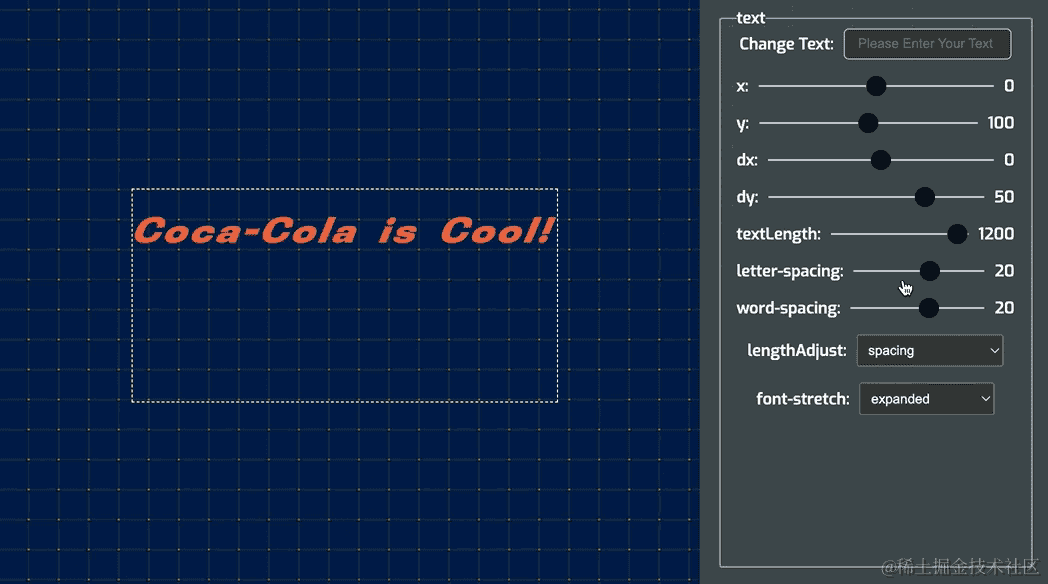 Coca-Cola is Cool!
text
Change Text: Please Enter Your Text
x: 0
y: 100
dx: 0
dy: 50
textLength: 1200
letter-spacing: 20
word-spacing: 20
lengthAdjust: spacing
font-stretch: expanded
@稀土掘金技术社区